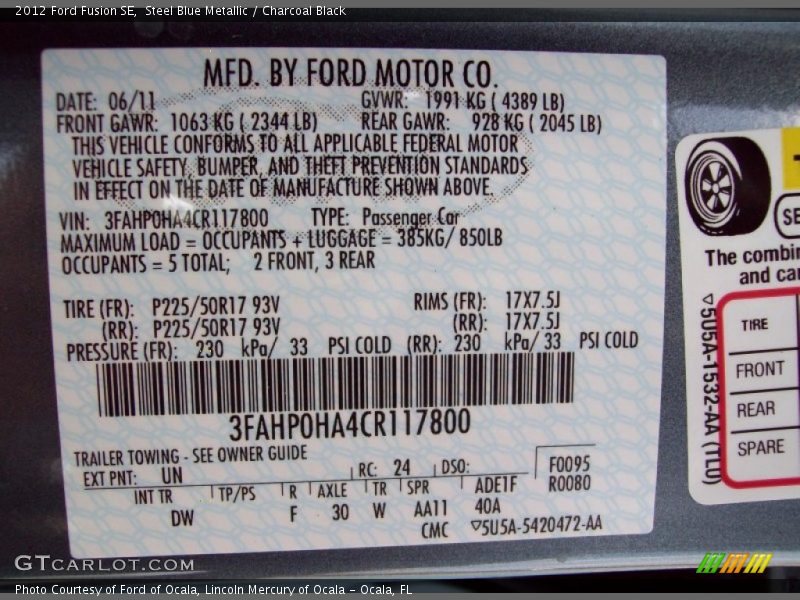 2012 Ford Fusion SE,  Steel Blue Metallic / Charcoal Black
MFD. BY FORD MOTOR CO.
DATE: 06/11 GVWR: 1991 KG ( 4389 LB)
FRONT GAWR: 1063 KG ( 2344 LB) REAR GAWR: 928 KG ( 2045 LB)
THIS VEHICLE CONFORMS TO ALL APPLICABLE FEDERAL MOTOR
VEHICLE SAFETY, BUMPER, AND THEFT PREVENTION STANDARDS
IN EFFECT ON THE DATE OF MANUFACTURE SHOWN ABOVE.
VIN: 3FAHP0HA4CR117800 TYPE: Passenger Car
MAXIMUM LOAD = OCCUPANTS + LUGGAGE = 385KG/ 850LB
OCCUPANTS = 5 TOTAL; 2 FRONT, 3 REAR
TIRE (FR): P225/50R17 93V RIMS (FR): 17X7.5J
(RR): P225/50R17 93V (RR): 17X7.5J
PRESSURE (FR): 230 kPa/ 33 PSI COLD (RR): 230 kPa/ 33 PSI COLD
3FAHP0HA4CR117800
TRAILER TOWING - SEE OWNER GUIDE
EXT PNT: UN RC: 24 DSO: F0095
R0080
INT TR TP/PS R AXLE TR SPR ADE1F
DW F 30 W AA11 40A
CMC ▽5U5A-5420472-AA
SE
The combin
and ca
▽5U5A-1532-AA (TL0)
TIRE
FRONT
REAR
SPARE
GTCARLOT.COM
Photo Courtesy of Ford of Ocala, Lincoln Mercury of Ocala - Ocala, FL